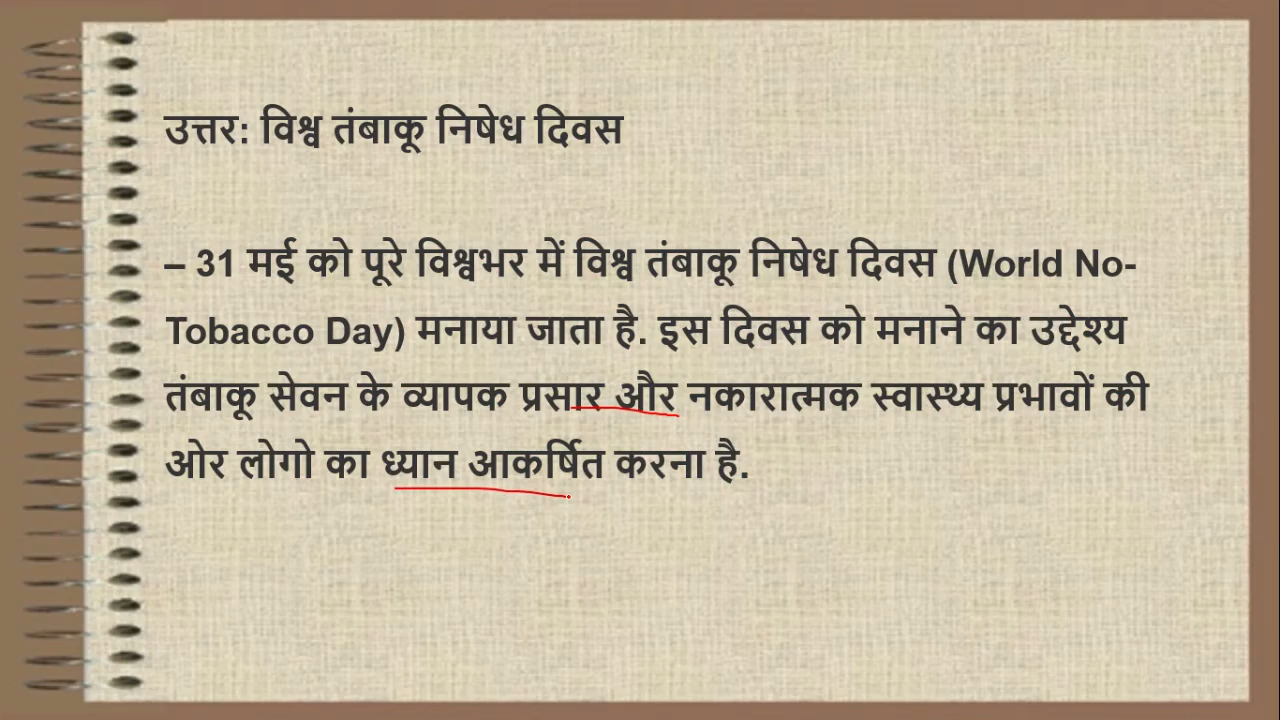 उत्तर: विश्व तंबाकू निषेध दिवस
– 31 मई को पूरे विश्वभर में विश्व तंबाकू निषेध दिवस (World No-
Tobacco Day) मनाया जाता है. इस दिवस को मनाने का उद्देश्य
तंबाकू सेवन के व्यापक प्रसार और नकारात्मक स्वास्थ्य प्रभावों की
ओर लोगो का ध्यान आकर्षित करना है.